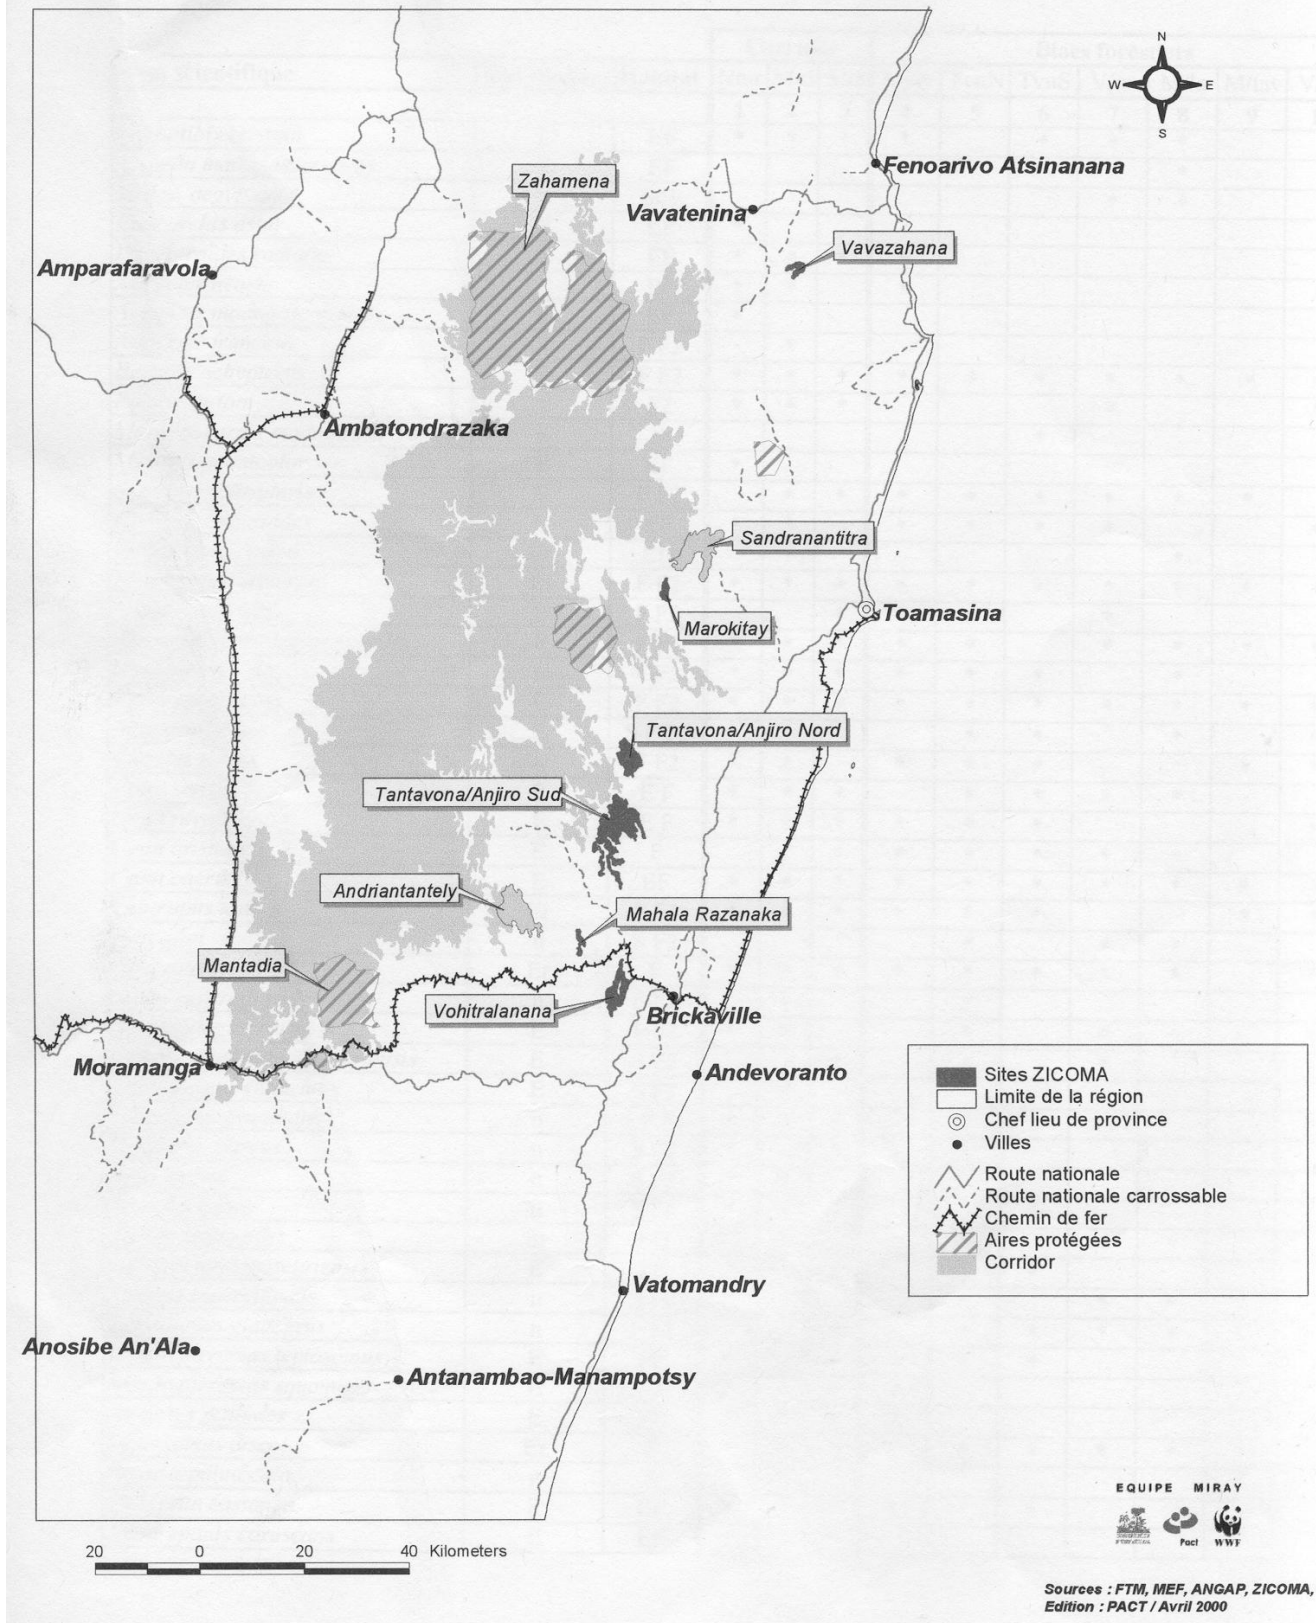 N
W E
S
Fenoarivo Atsinanana
Zahamena
Vavatenina
Vavazahana
Amparafaravola
Ambatondrazaka
Sandranantitra
Toamasina
Marokitay
Tantavona/Anjiro Nord
Tantavona/Anjiro Sud
Andriantantely
Mahala Razanaka
Mantadia
Vohitralanana
Brickaville
Moramanga
Andevoranto
Sites ZICOMA
Limite de la région
Chef lieu de province
Villes
Route nationale
Route nationale carrossable
Chemin de fer
Aires protégées
Corridor
Vatomandry
Anosibe An'Ala
Antanambao-Manampotsy
EQUIPE MIRAY
Pact WWF
20 0 20 40 Kilometers
Sources : FTM, MEF, ANGAP, ZICOMA,
Edition : PACT / Avril 2000